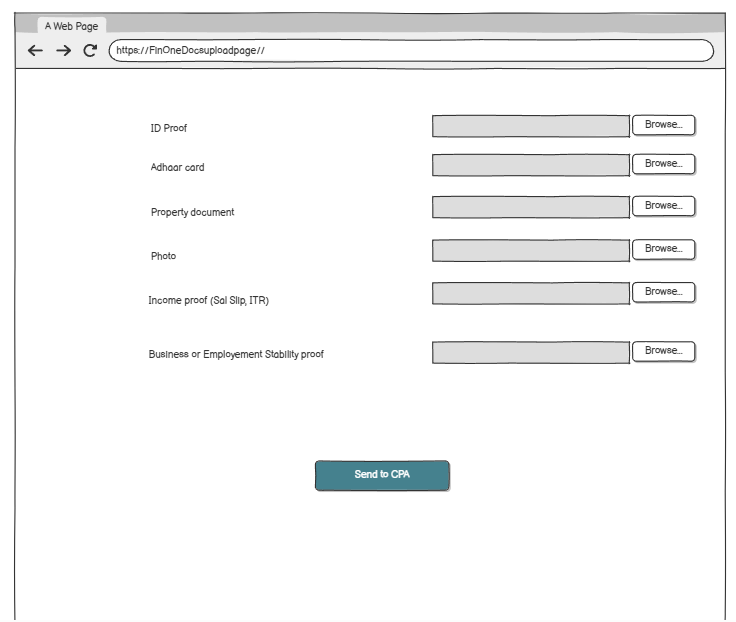 A Web Page
https://FinOneDocsuploadpage//
ID Proof Browse...
Adhaar card Browse...
Property document Browse...
Photo Browse...
Income proof (Sal Slip, ITR) Browse...
Business or Employement Stability proof Browse...
Send to CPA